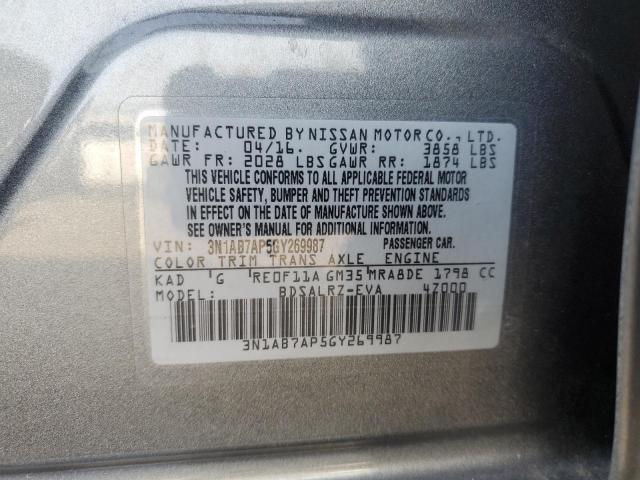 MANUFACTURED BY NISSAN MOTOR CO., LTD.
DATE: 04/16. GVWR: 3858 LBS
GAWR FR: 2028 LBS GAWR RR: 1874 LBS
THIS VEHICLE CONFORMS TO ALL APPLICABLE FEDERAL MOTOR
VEHICLE SAFETY, BUMPER AND THEFT PREVENTION STANDARDS
IN EFFECT ON THE DATE OF MANUFACTURE SHOWN ABOVE.
SEE OWNER'S MANUAL FOR ADDITIONAL INFORMATION.
VIN: 3N1AB7AP5GY269987 PASSENGER CAR.
COLOR TRIM TRANS AXLE ENGINE
KAD G RE0F11A GM35 MRA8DE 1798 CC
MODEL: BDSALRZ-EVA 4Z000
3N1AB7AP5GY269987